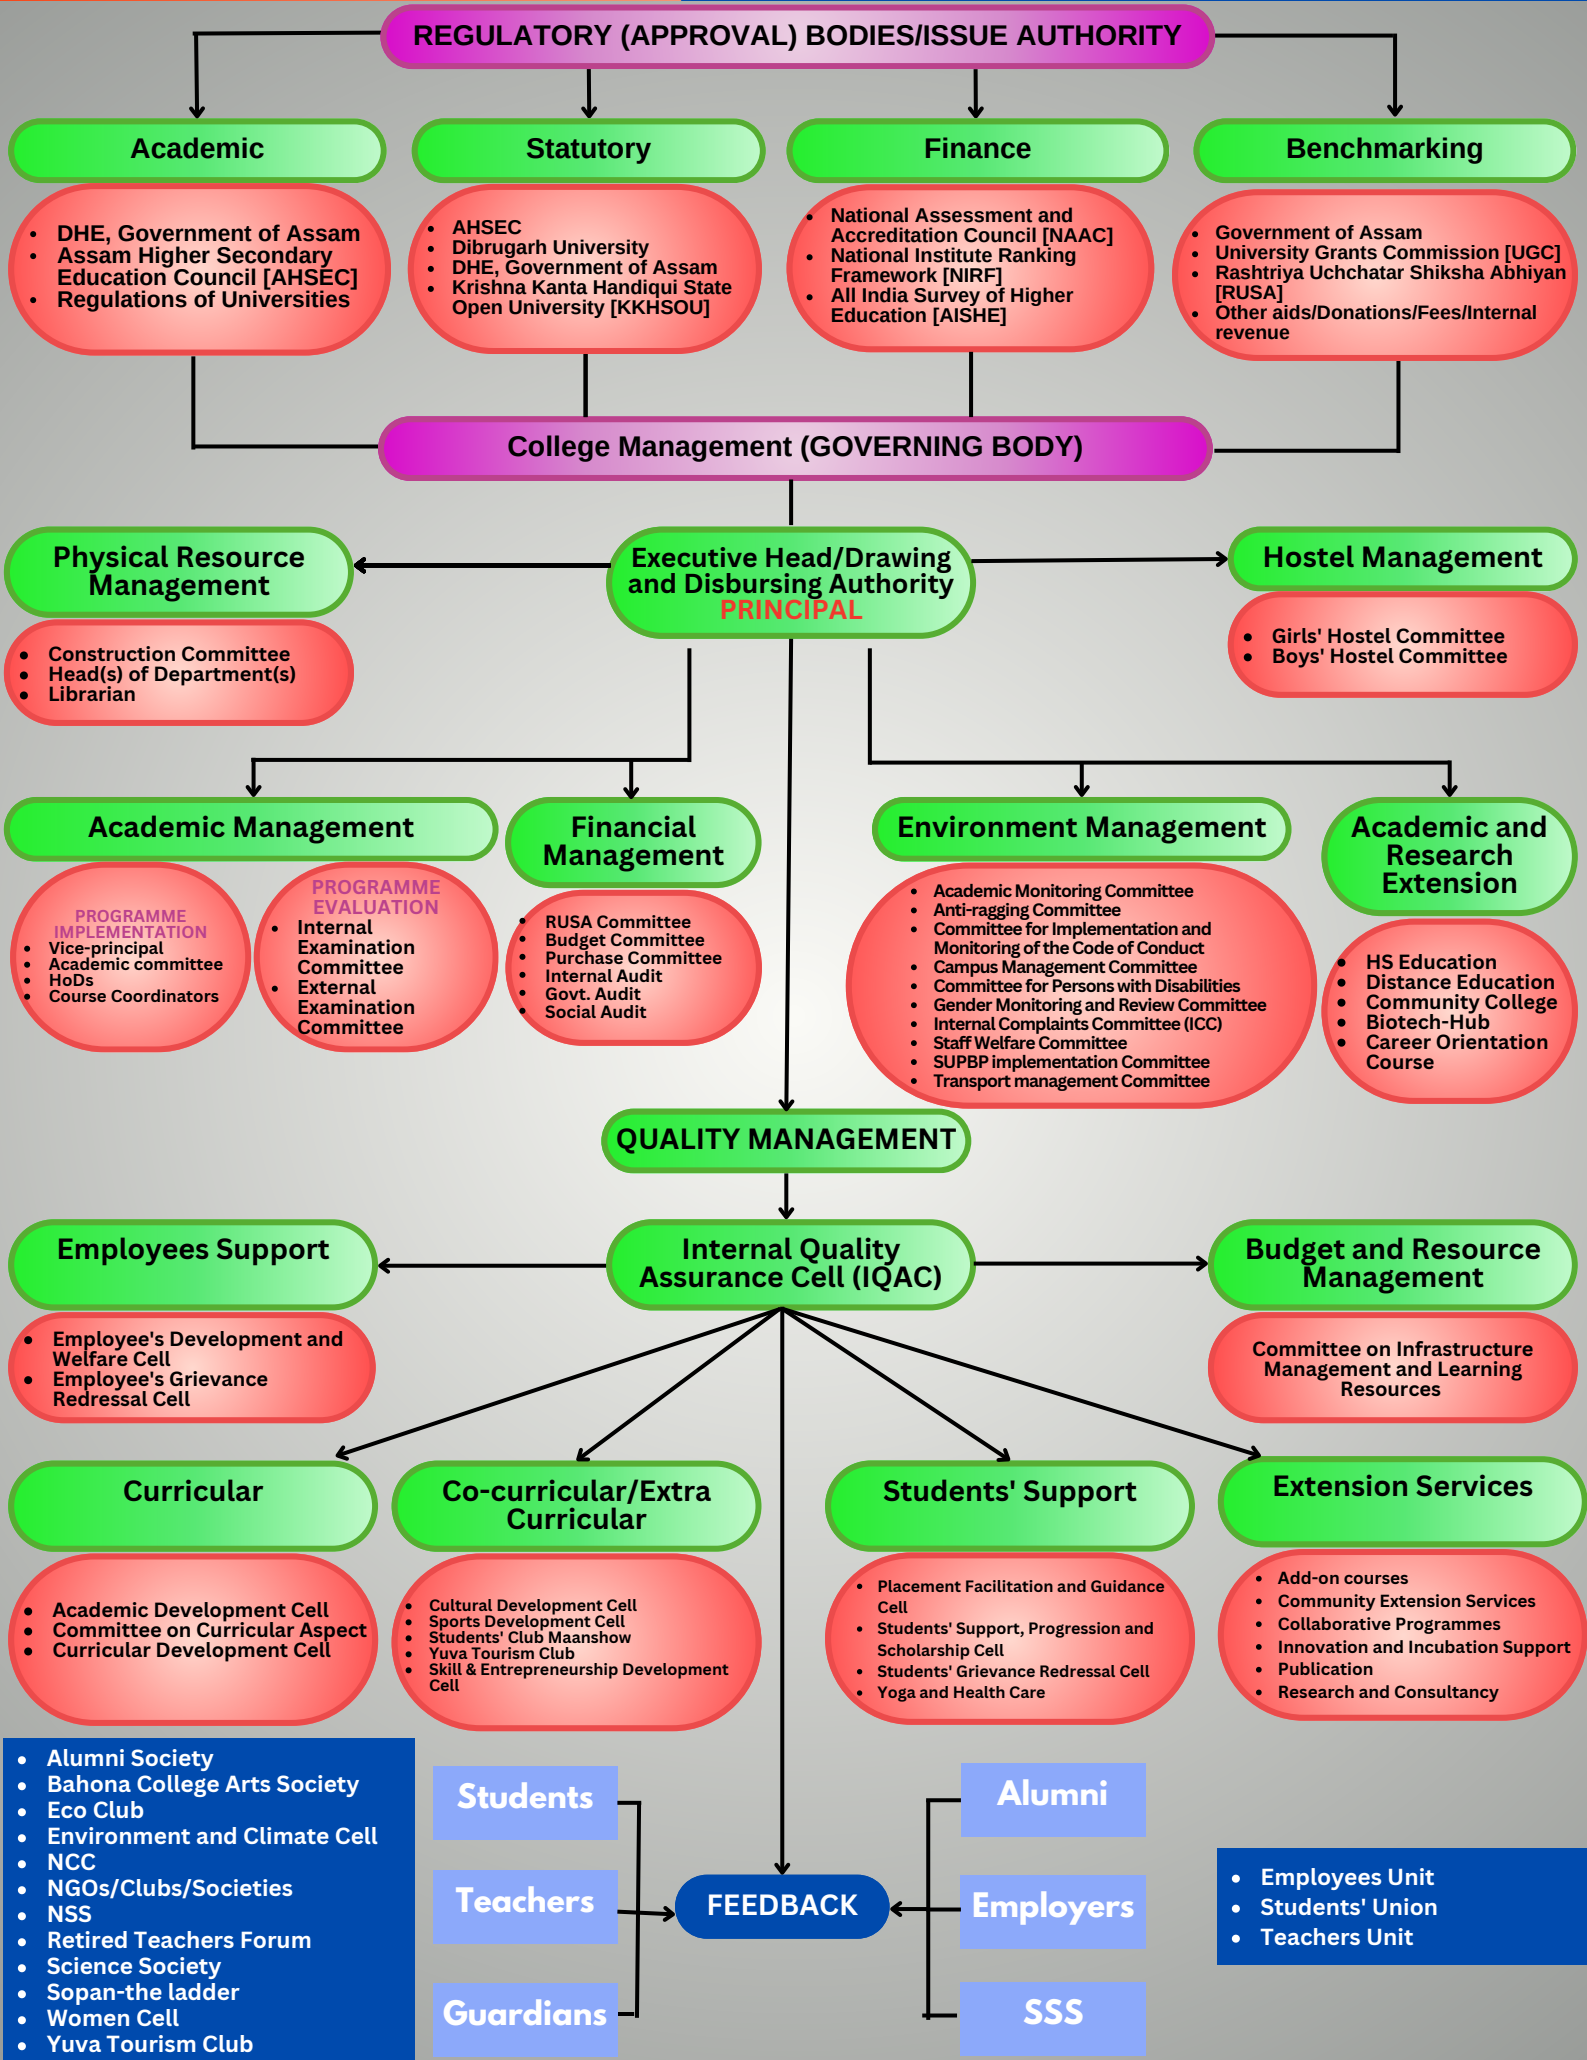 REGULATORY (APPROVAL) BODIES/ISSUE AUTHORITY
Academic
DHE, Government of Assam
Assam Higher Secondary
Education Council [AHSEC]
Regulations of Universities
Statutory
AHSEC
Dibrugarh University
DHE, Government of Assam
Krishna Kanta Handiqui State
Open University [KKHSOU]
Finance
National Assessment and
Accreditation Council [NAAC]
National Institute Ranking
Framework [NIRF]
All India Survey of Higher
Education [AISHE]
Benchmarking
Government of Assam
University Grants Commission [UGC]
Rashtriya Uchchatar Shiksha Abhiyan
[RUSA]
Other aids/Donations/Fees/Internal
revenue
College Management (GOVERNING BODY)
Physical Resource
Management
Construction Committee
Head(s) of Department(s)
Librarian
Executive Head/Drawing
and Disbursing Authority
PRINCIPAL
Hostel Management
Girls' Hostel Committee
Boys' Hostel Committee
Academic Management
PROGRAMME
IMPLEMENTATION
Vice-principal
Academic committee
HoDs
Course Coordinators
PROGRAMME
EVALUATION
Internal
Examination
Committee
External
Examination
Committee
Financial
Management
RUSA Committee
Budget Committee
Purchase Committee
Internal Audit
Govt. Audit
Social Audit
Environment Management
Academic Monitoring Committee
Anti-ragging Committee
Committee for Implementation and
Monitoring of the Code of Conduct
Campus Management Committee
Committee for Persons with Disabilities
Gender Monitoring and Review Committee
Internal Complaints Committee (ICC)
Staff Welfare Committee
SUPBP implementation Committee
Transport management Committee
Academic and
Research
Extension
HS Education
Distance Education
Community College
Biotech-Hub
Career Orientation
Course
QUALITY MANAGEMENT
Employees Support
Employee's Development and
Welfare Cell
Employee's Grievance
Redressal Cell
Internal Quality
Assurance Cell (IQAC)
Budget and Resource
Management
Committee on Infrastructure
Management and Learning
Resources
Curricular
Academic Development Cell
Committee on Curricular Aspect
Curricular Development Cell
Co-curricular/Extra
Curricular
Cultural Development Cell
Sports Development Cell
Students' Club Maanshow
Yuva Tourism Club
Skill & Entrepreneurship Development
Cell
Students' Support
Placement Facilitation and Guidance
Cell
Students' Support, Progression and
Scholarship Cell
Students' Grievance Redressal Cell
Yoga and Health Care
Extension Services
Add-on courses
Community Extension Services
Collaborative Programmes
Innovation and Incubation Support
Publication
Research and Consultancy
Alumni Society
Bahona College Arts Society
Eco Club
Environment and Climate Cell
NCC
NGOs/Clubs/Societies
NSS
Retired Teachers Forum
Science Society
Sopan-the ladder
Women Cell
Yuva Tourism Club
Students
Teachers
Guardians
FEEDBACK
Alumni
Employers
SSS
Employees Unit
Students' Union
Teachers Unit